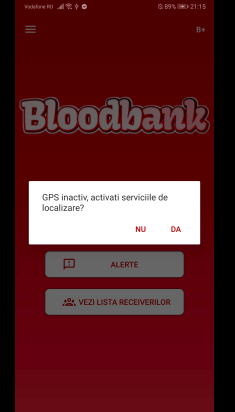 Vodafone RO 89% 21:15
B+
Bloodbank
GPS inactiv, activati serviciile de
localizare?
NU DA
ALERTE
VEZI LISTA RECEIVERILOR